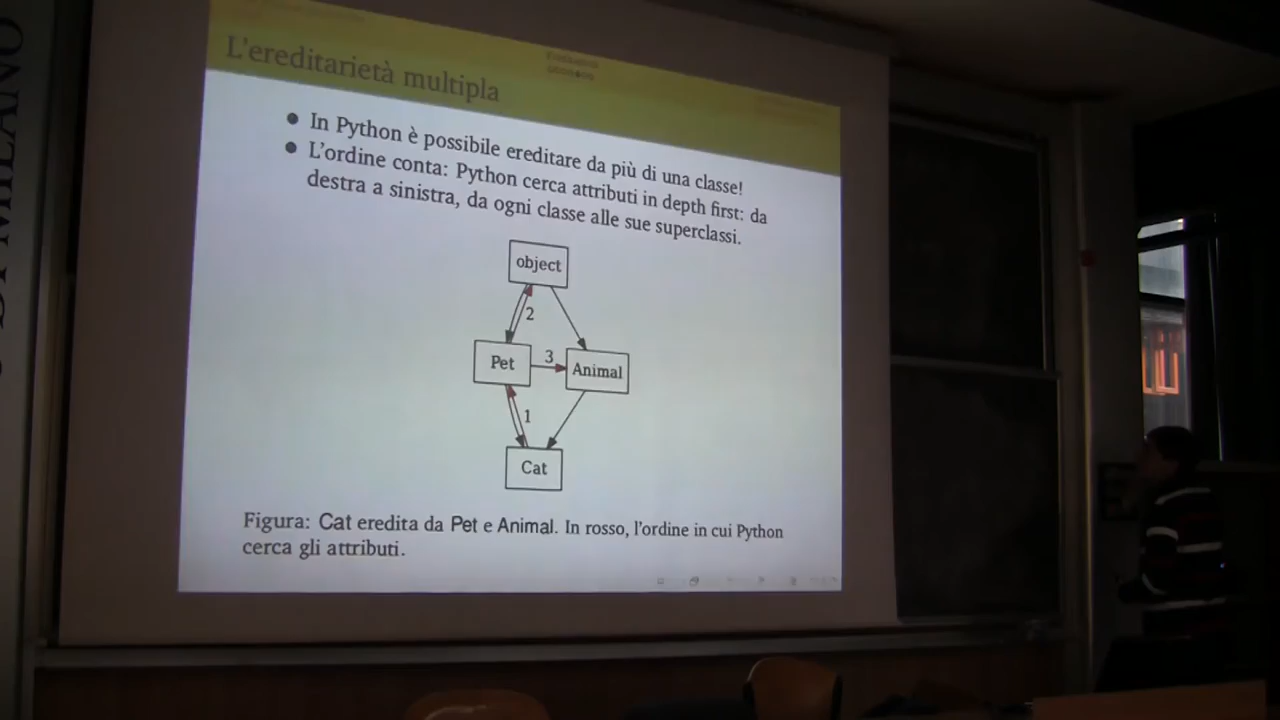 L'ereditarietà multipla
In Python è possibile ereditare da più di una classe!
L'ordine conta: Python cerca attributi in depth first: da
destra a sinistra, da ogni classe alle sue superclassi.
object
2
Pet
3
Animal
1
Cat
Figura: Cat eredita da Pet e Animal. In rosso, l'ordine in cui Python
cerca gli attributi.
MILANO